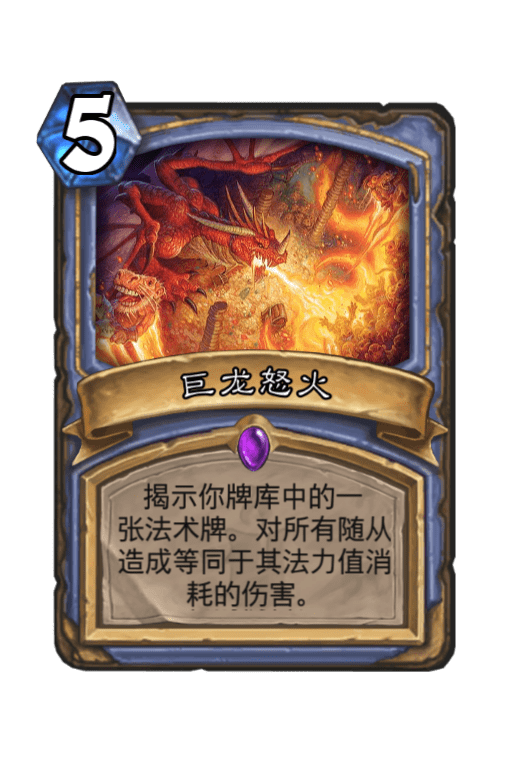 5
巨龙怒火
揭示你牌库中的一
张法术牌。对所有随从
造成等同于其法力值消
耗的伤害。